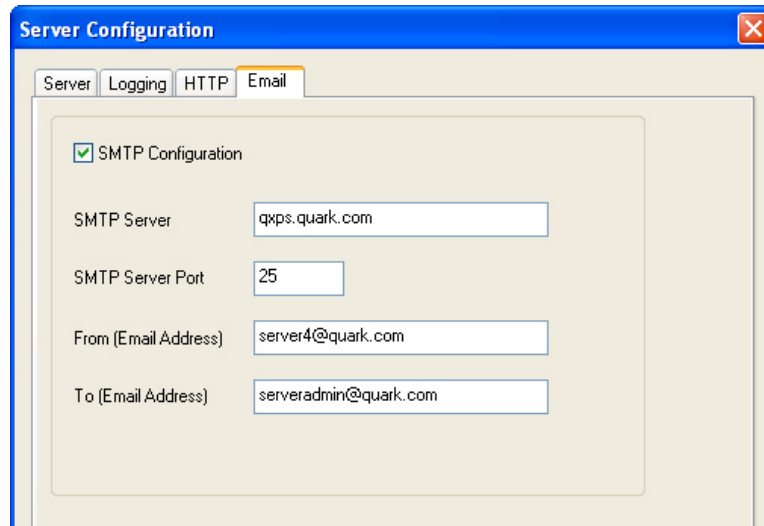 Server Configuration
Server Logging HTTP Email
SMTP Configuration
SMTP Server qxps.quark.com
SMTP Server Port 25
From (Email Address) server4@quark.com
To (Email Address) serveradmin@quark.com